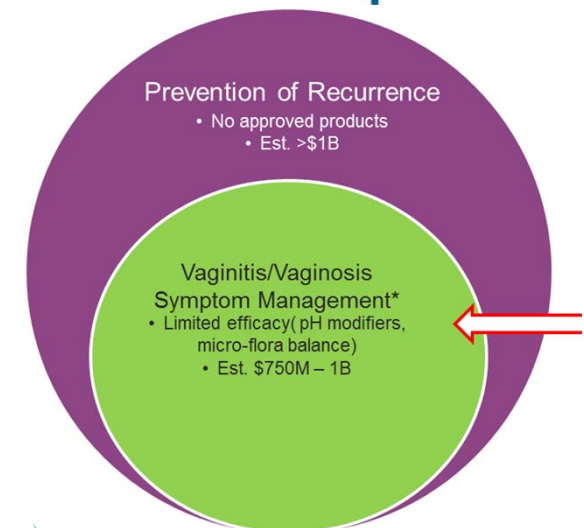 Prevention of Recurrence
• No approved products
• Est. >$1B
Vaginitis/Vaginosis
Symptom Management*
• Limited efficacy( pH modifiers,
micro-flora balance)
• Est. $750M – 1B